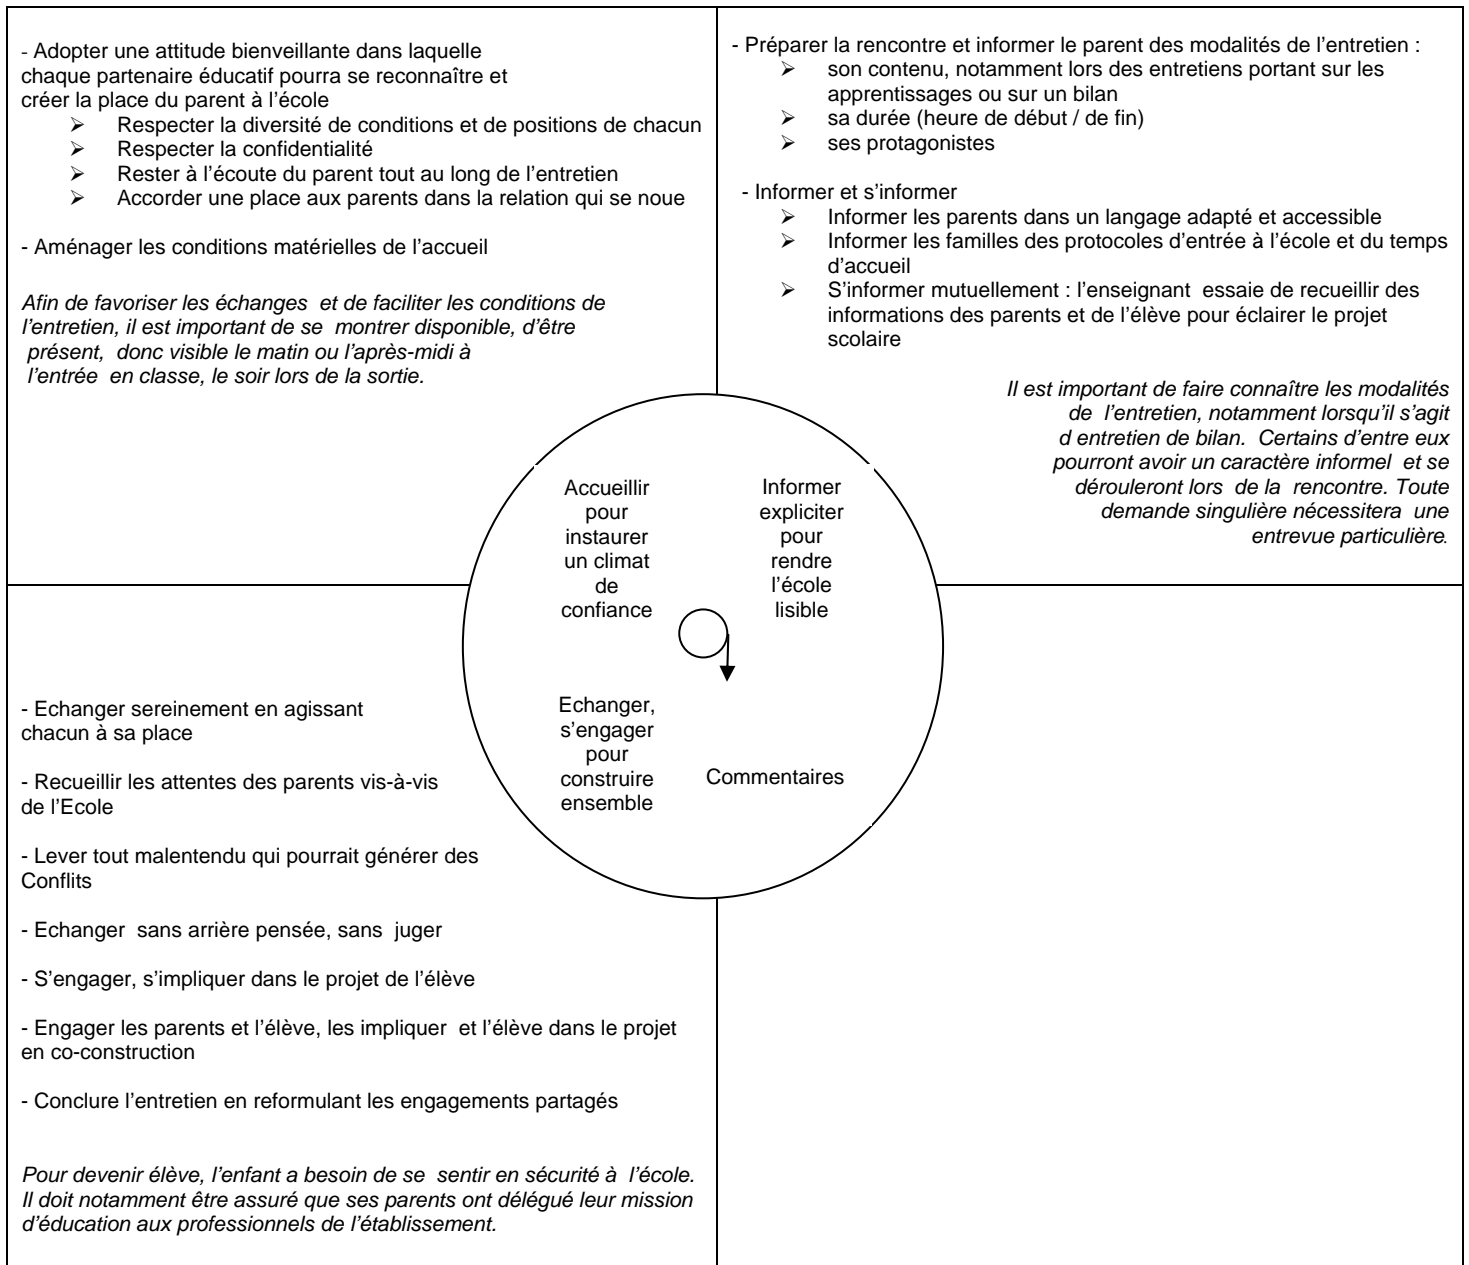 - Adopter une attitude bienveillante dans laquelle
chaque partenaire éducatif pourra se reconnaître et
créer la place du parent à l'école
➢ Respecter la diversité de conditions et de positions de chacun
➢ Respecter la confidentialité
➢ Rester à l'écoute du parent tout au long de l'entretien
➢ Accorder une place aux parents dans la relation qui se noue
- Aménager les conditions matérielles de l'accueil
Afin de favoriser les échanges et de faciliter les conditions de
l'entretien, il est important de se montrer disponible, d'être
présent, donc visible le matin ou l'après-midi à
l'entrée en classe, le soir lors de la sortie.
- Préparer la rencontre et informer le parent des modalités de l'entretien :
➢ son contenu, notamment lors des entretiens portant sur les
apprentissages ou sur un bilan
➢ sa durée (heure de début / de fin)
➢ ses protagonistes
- Informer et s'informer
➢ Informer les parents dans un langage adapté et accessible
➢ Informer les familles des protocoles d'entrée à l'école et du temps
d'accueil
➢ S'informer mutuellement : l'enseignant essaie de recueillir des
informations des parents et de l'élève pour éclairer le projet
scolaire
Il est important de faire connaître les modalités
de l'entretien, notamment lorsqu'il s'agit
d entretien de bilan. Certains d'entre eux
pourront avoir un caractère informel et se
dérouleront lors de la rencontre. Toute
demande singulière nécessitera une
entrevue particulière.
Accueillir
pour
instaurer
un climat
de
confiance
Informer
expliciter
pour
rendre
l'école
lisible
Echanger,
s'engager
pour
construire
ensemble
Commentaires
- Echanger sereinement en agissant
chacun à sa place
- Recueillir les attentes des parents vis-à-vis
de l'Ecole
- Lever tout malentendu qui pourrait générer des
Conflits
- Echanger sans arrière pensée, sans juger
- S'engager, s'impliquer dans le projet de l'élève
- Engager les parents et l'élève, les impliquer et l'élève dans le projet
en co-construction
- Conclure l'entretien en reformulant les engagements partagés
Pour devenir élève, l'enfant a besoin de se sentir en sécurité à l'école.
Il doit notamment être assuré que ses parents ont délégué leur mission
d'éducation aux professionnels de l'établissement.